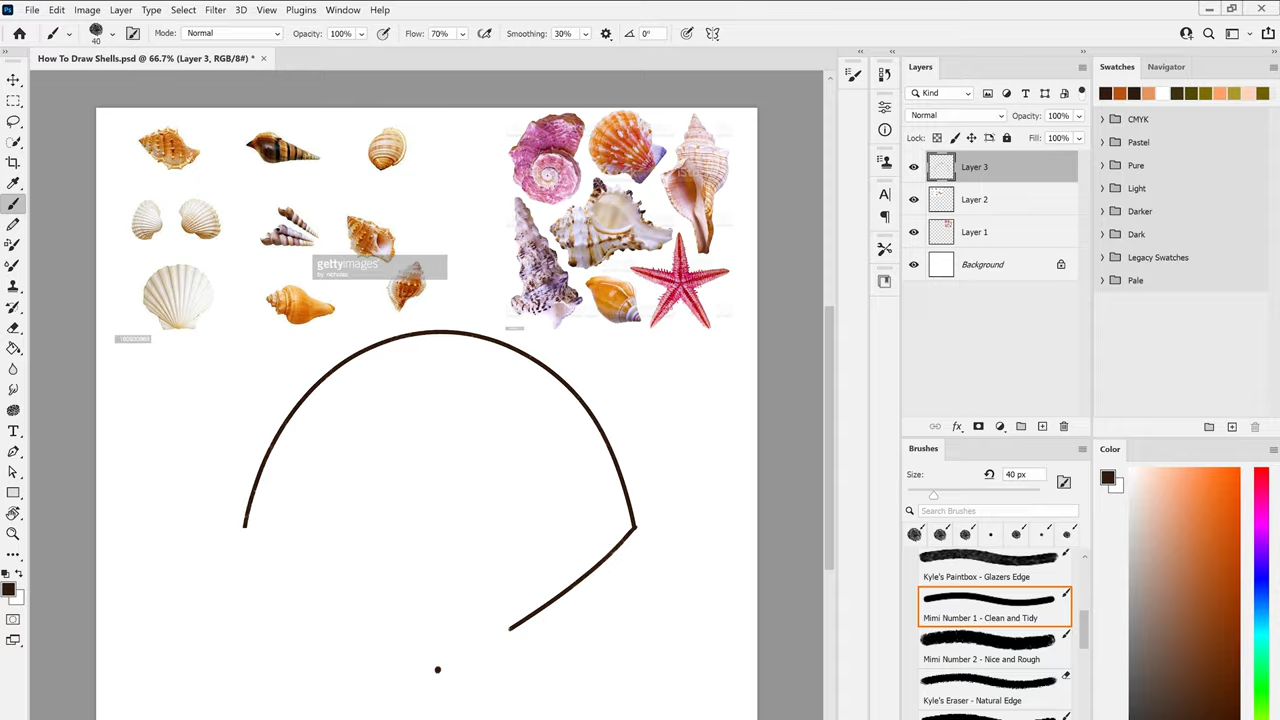 File Edit Image Layer Type Select Filter 3D View Plugins Window Help
40 Mode: Normal Opacity: 100% Flow: 70% Smoothing: 30% 0°
How To Draw Shells.psd @ 66.7% (Layer 3, RGB/8#) *
Layers
Kind
Normal Opacity: 100%
Lock: Fill: 100%
Layer 3
Layer 2
Layer 1
Background
Swatches Navigator
CMYK
Pastel
Pure
Light
Darker
Dark
Legacy Swatches
Pale
gettyimages
Brushes
Size: 40 px
Search Brushes
Kyle's Paintbox - Glazers Edge
Mimi Number 1 - Clean and Tidy
Mimi Number 2 - Nice and Rough
Kyle's Eraser - Natural Edge
Color